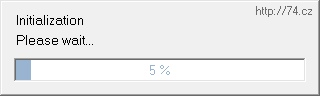 http://74.cz
Initialization
Please wait...
5 %